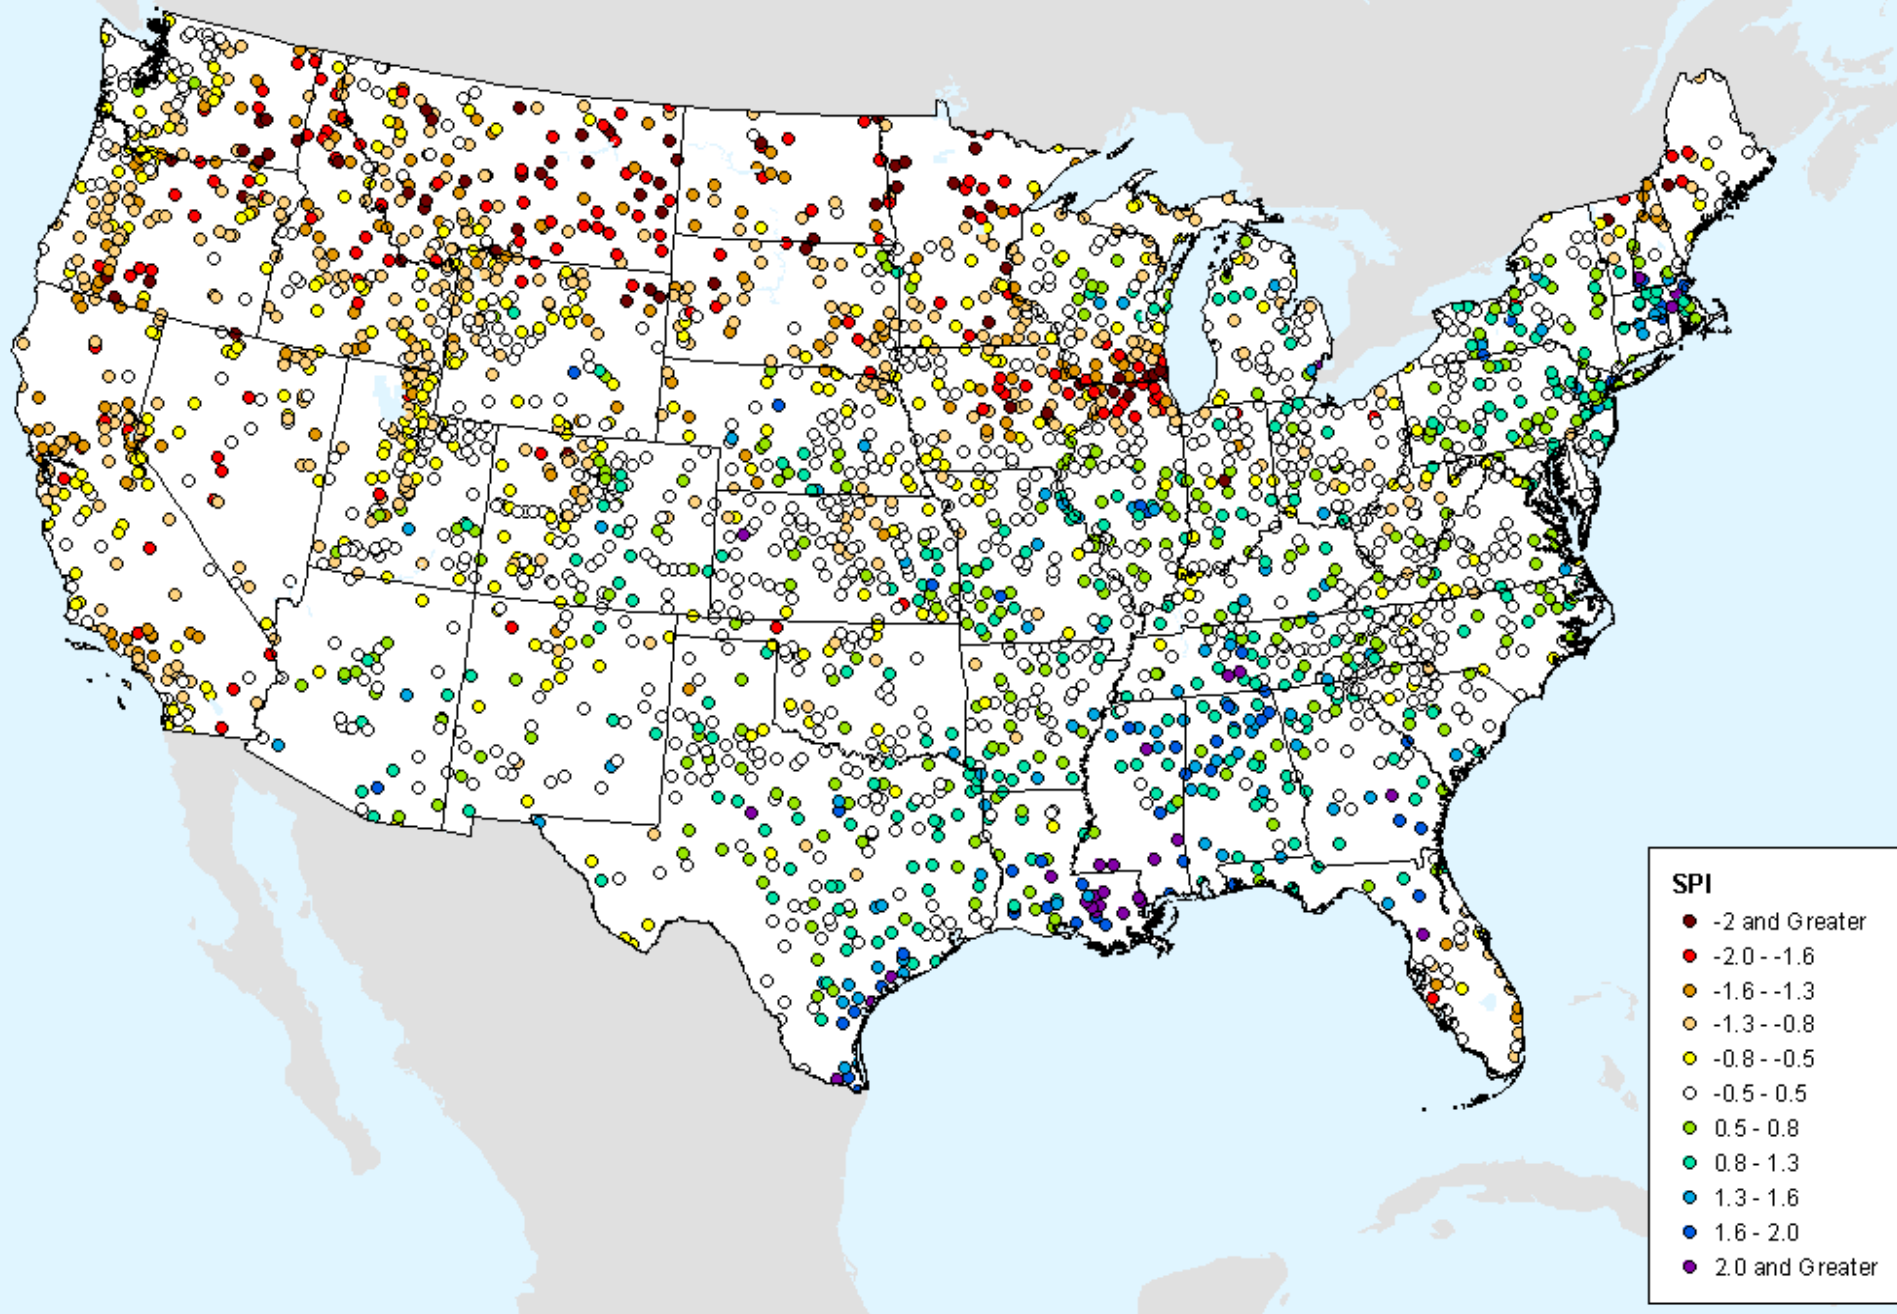 SPI
-2 and Greater
-2.0 - -1.6
-1.6 - -1.3
-1.3 - -0.8
-0.8 - -0.5
-0.5 - 0.5
0.5 - 0.8
0.8 - 1.3
1.3 - 1.6
1.6 - 2.0
2.0 and Greater